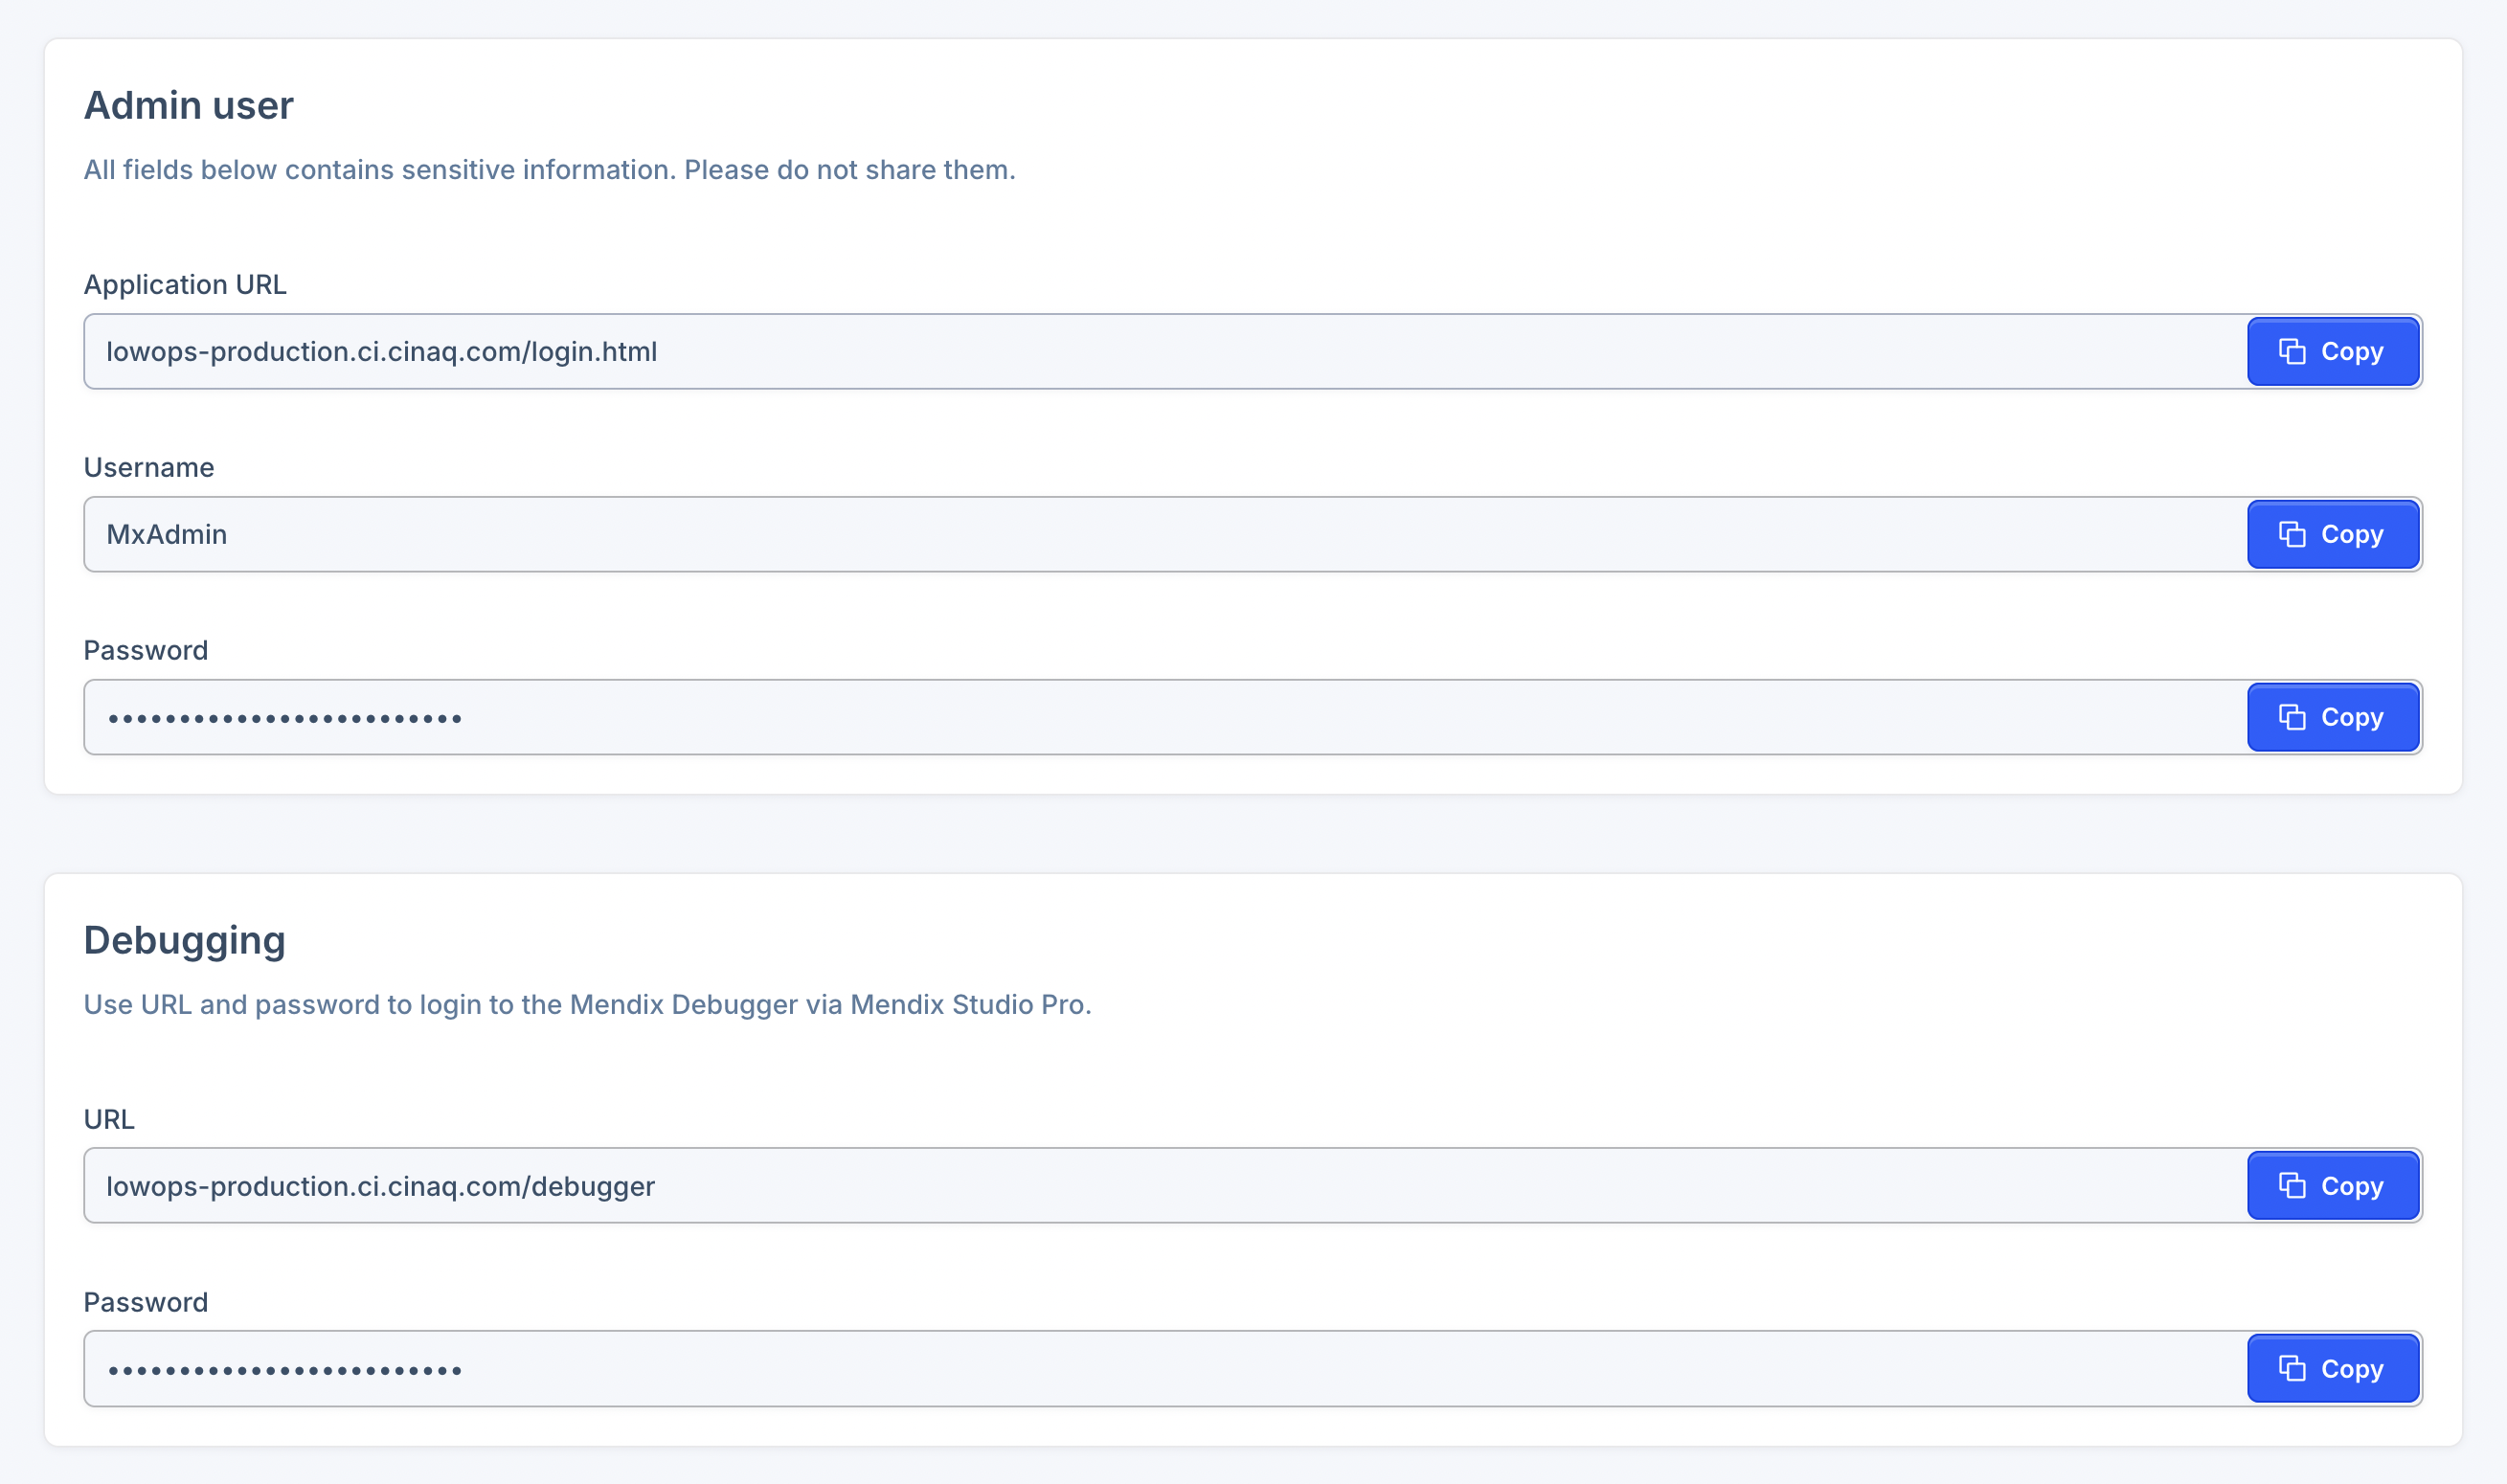 Admin user
All fields below contains sensitive information. Please do not share them.
Application URL
lowops-production.ci.cinaq.com/login.html
Copy
Username
MxAdmin
Copy
Password
•••••••••••••••••••••••••
Copy
Debugging
Use URL and password to login to the Mendix Debugger via Mendix Studio Pro.
URL
lowops-production.ci.cinaq.com/debugger
Copy
Password
•••••••••••••••••••••••••
Copy